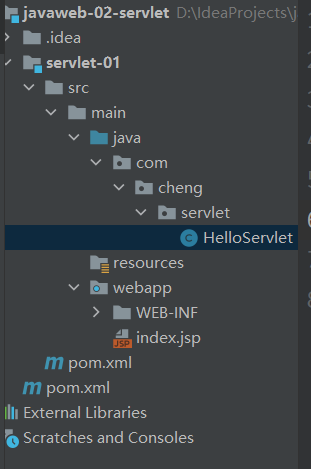 javaweb-02-servlet D:\IdeaProjects\j
.idea
servlet-01
src
main
java
com
cheng
servlet
C HelloServlet
resources
webapp
WEB-INF
JSP index.jsp
m pom.xml
m pom.xml
External Libraries
Scratches and Consoles